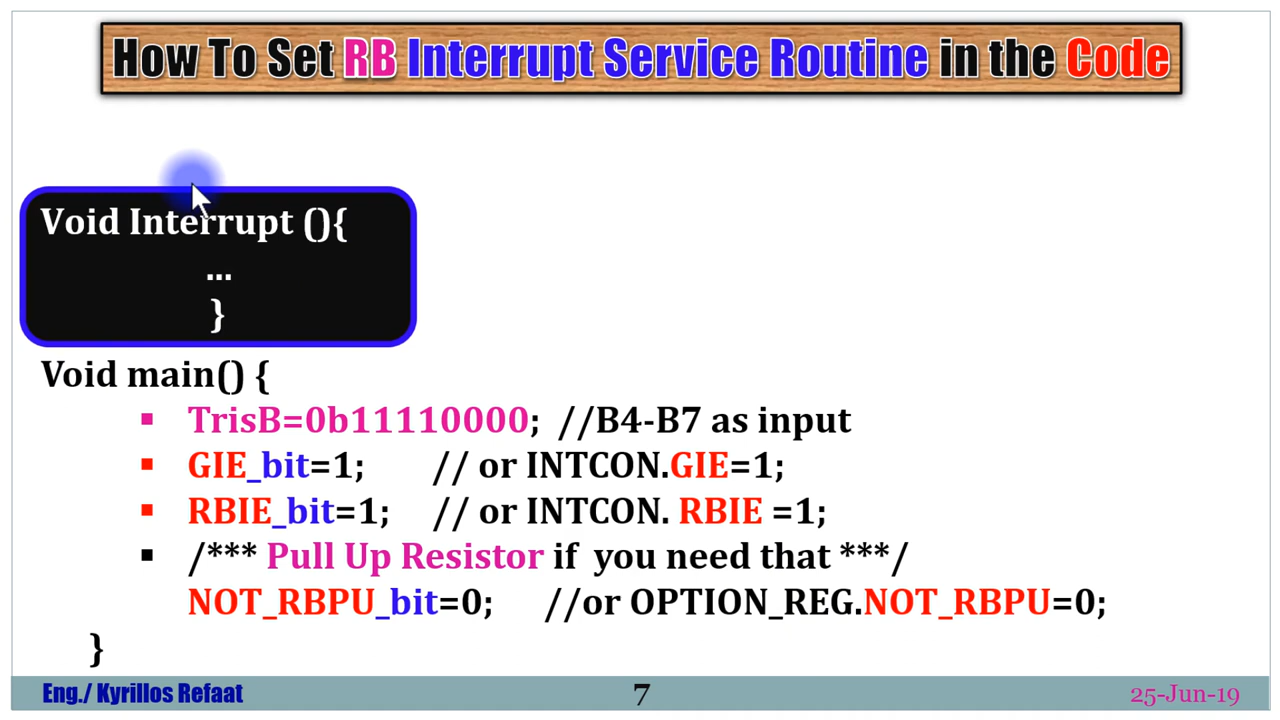 How To Set RB Interrupt Service Routine in the Code
Void Interrupt (){
...
}
Void main() {
▪ TrisB=0b11110000; //B4-B7 as input
▪ GIE_bit=1; // or INTCON.GIE=1;
▪ RBIE_bit=1; // or INTCON. RBIE =1;
▪ /*** Pull Up Resistor if you need that ***/
NOT_RBPU_bit=0; //or OPTION_REG.NOT_RBPU=0;
}
Eng./ Kyrillos Refaat 7 25-Jun-19